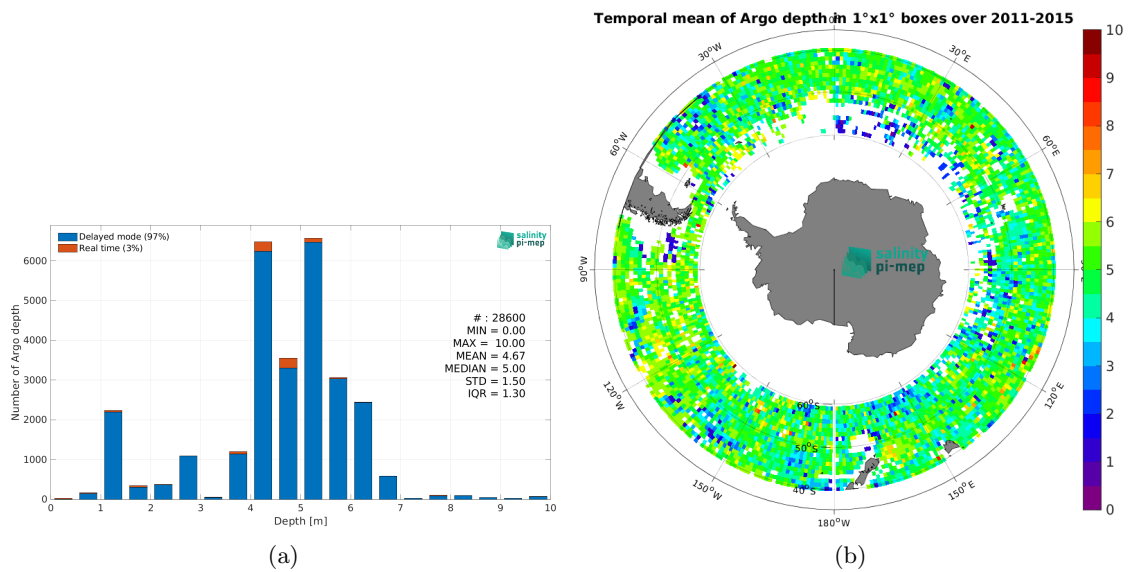 Temporal mean of Argo depth in 1°x1° boxes over 2011-2015
Delayed mode (97%)
Real time (3%)
salinity
pi-mep
# : 28600
MIN = 0.00
MAX = 10.00
MEAN = 4.67
MEDIAN = 5.00
STD = 1.50
IQR = 1.30
Number of Argo depth
6000
5000
4000
3000
2000
1000
0
0 1 2 3 4 5 6 7 8 9 10
Depth [m]
(a)
30°W
30°E
60°W
60°E
90°W
120°W
120°E
150°W
150°E
180°W
60°S
50°S
40°S
salinity
pi-mep
10
9
8
7
6
5
4
3
2
1
0
(b)